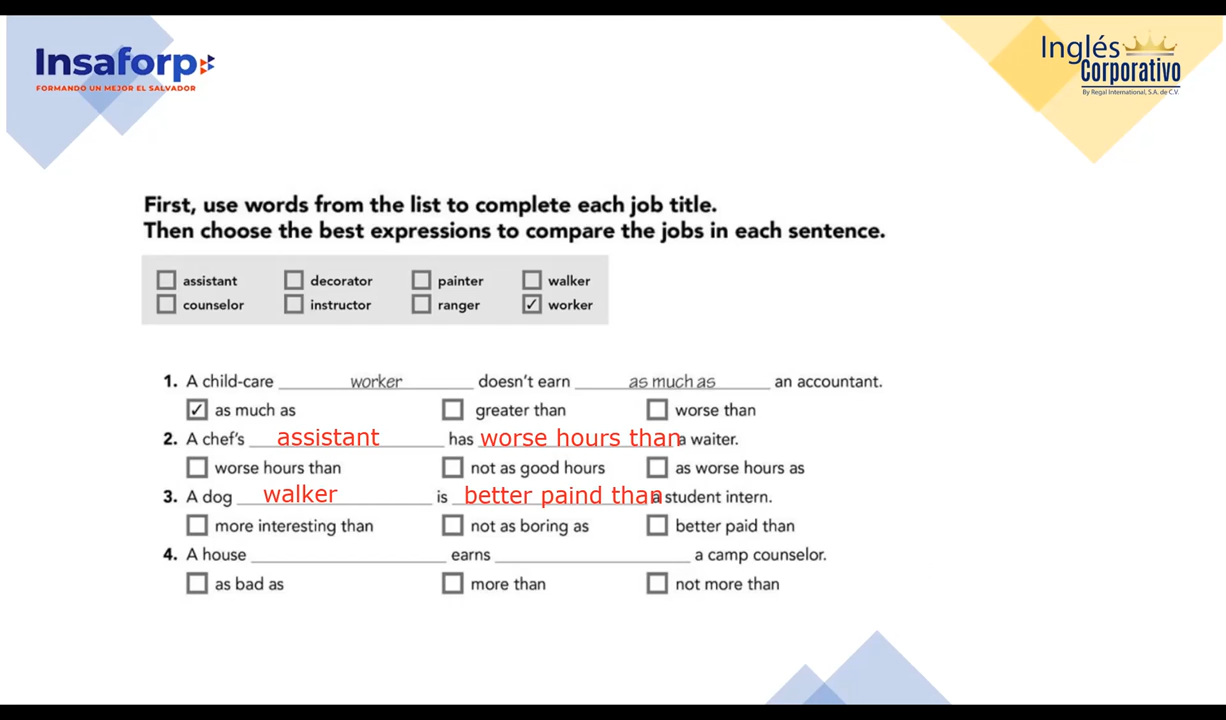 Insaforp
FORMANDO UN MEJOR EL SALVADOR
Inglés
Corporativo
By Regal International, S.A. de C.V.
First, use words from the list to complete each job title.
Then choose the best expressions to compare the jobs in each sentence.
assistant decorator painter walker
counselor instructor ranger ✓ worker
1. A child-care worker doesn't earn as much as an accountant.
✓ as much as greater than worse than
2. A chef's assistant has worse hours than a waiter.
worse hours than not as good hours as worse hours as
3. A dog walker is better paind than a student intern.
more interesting than not as boring as better paid than
4. A house ____ earns ____ a camp counselor.
as bad as more than not more than